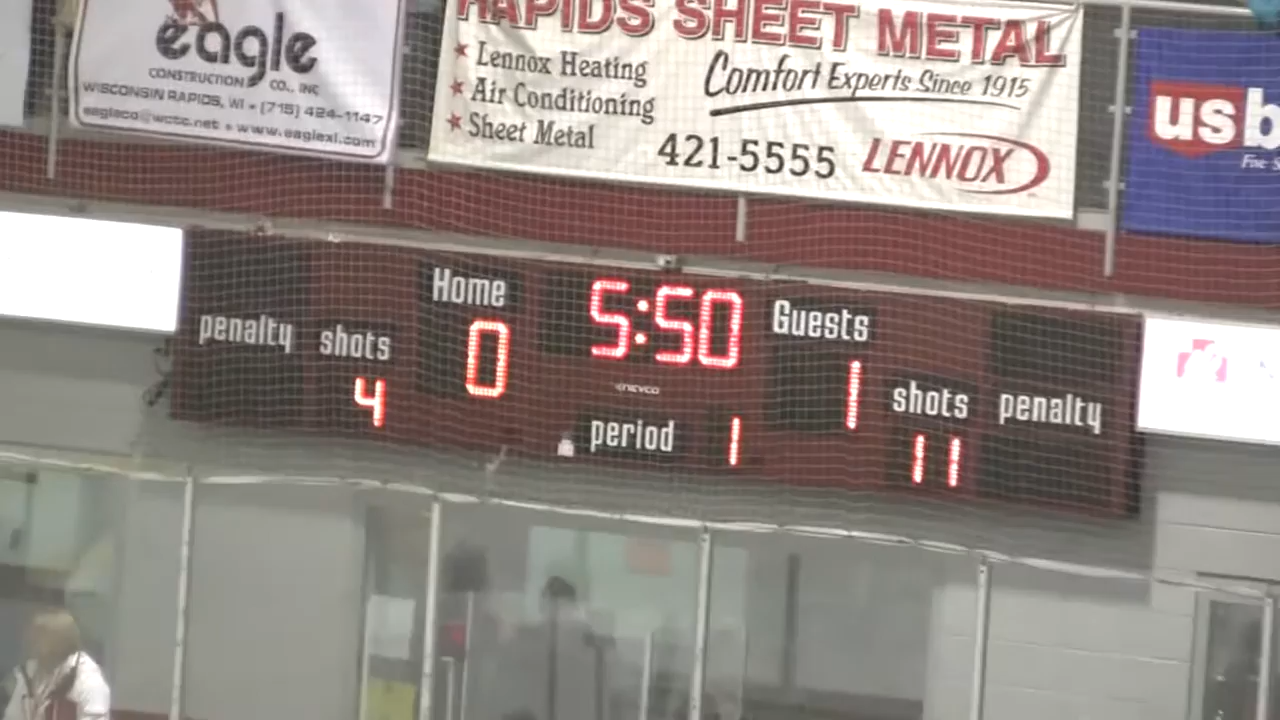 eagle
CONSTRUCTION CO., INC
WISCONSIN RAPIDS, WI • (715) 424-1147
eagleco@wctc.net • www.eaglexi.com
RAPIDS SHEET METAL
Lennox Heating
Air Conditioning
Sheet Metal
Comfort Experts Since 1915
421-5555
LENNOX
usb
Home
5:50
Guests
penalty
shots
0
1
shots
penalty
4
NEVCO
period
1
11